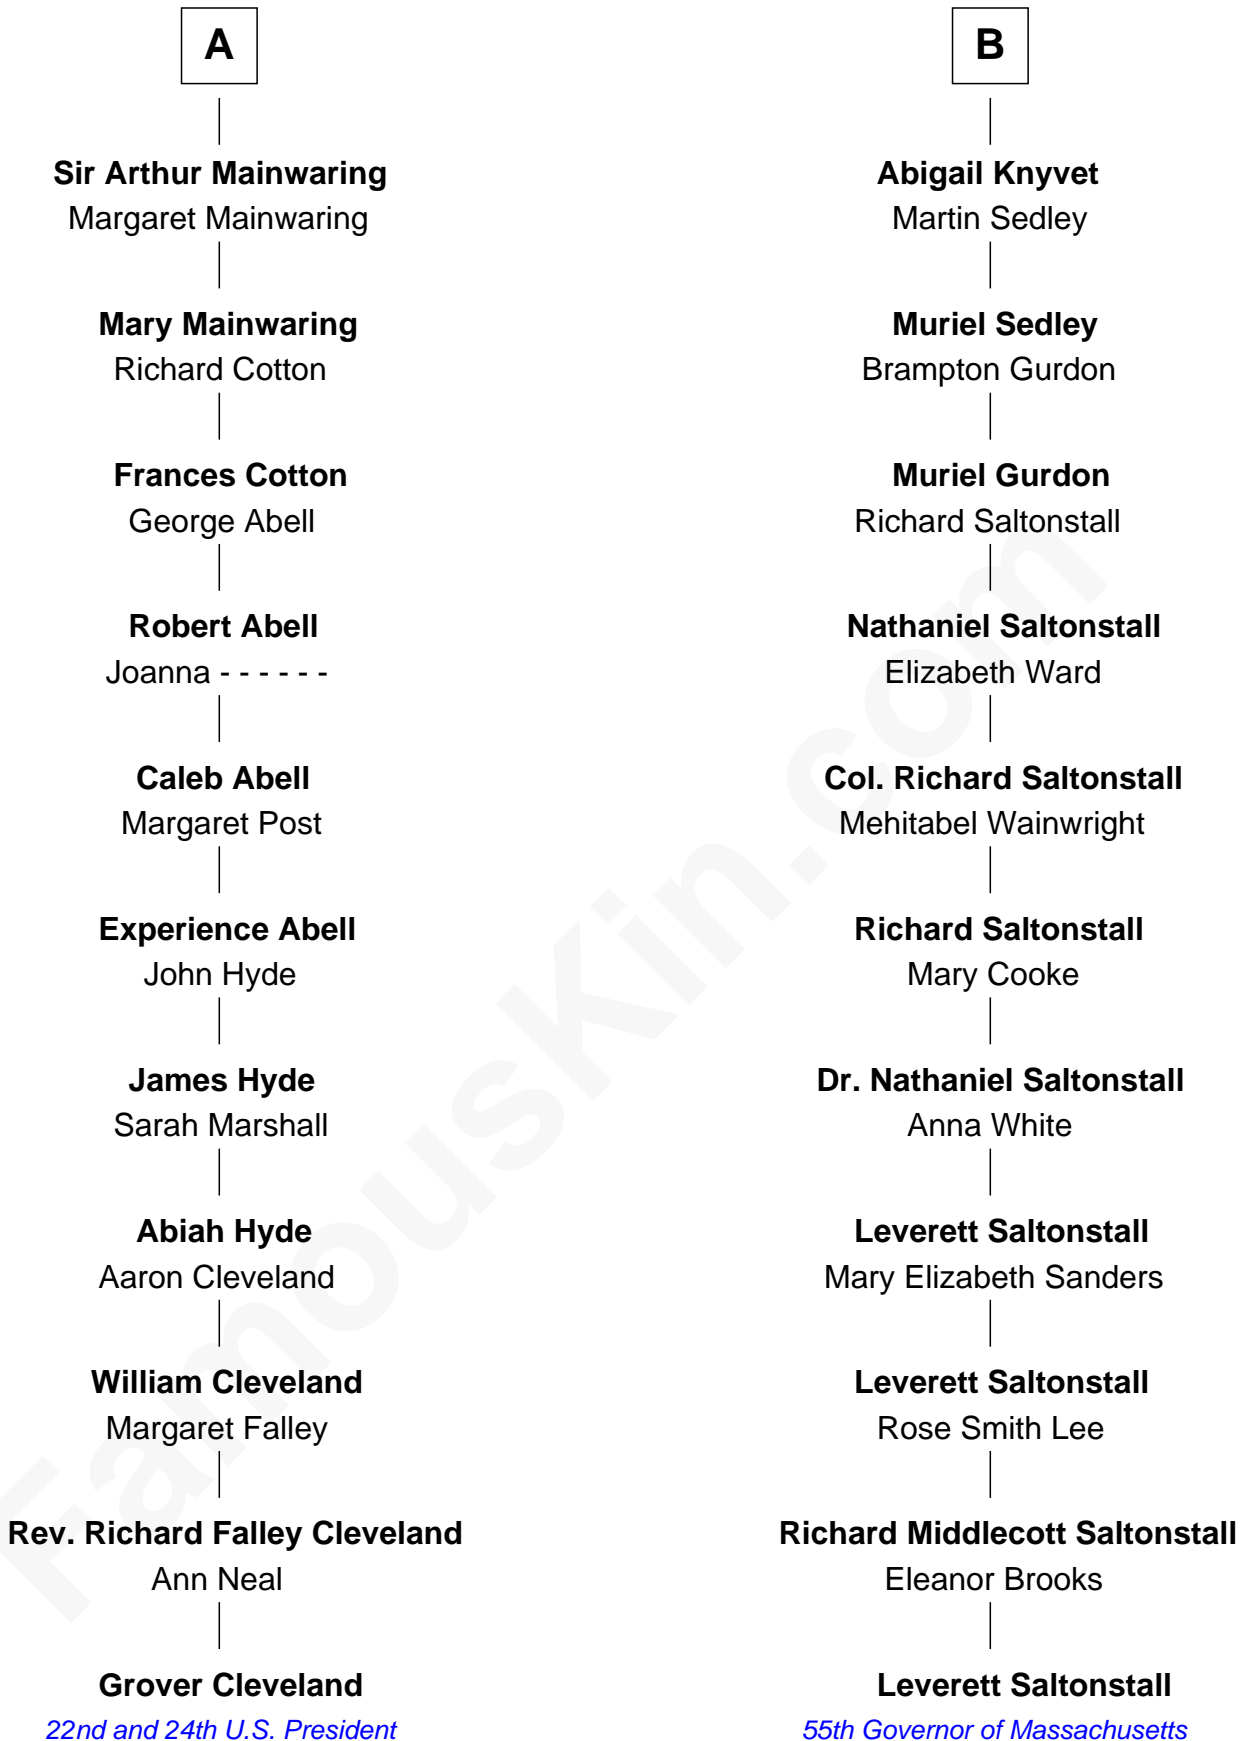 A
Sir Arthur Mainwaring
Margaret Mainwaring
Mary Mainwaring
Richard Cotton
Frances Cotton
George Abell
Robert Abell
Joanna - - - - - -
Caleb Abell
Margaret Post
Experience Abell
John Hyde
James Hyde
Sarah Marshall
Abiah Hyde
Aaron Cleveland
William Cleveland
Margaret Falley
Rev. Richard Falley Cleveland
Ann Neal
Grover Cleveland
22nd and 24th U.S. President
B
Abigail Knyvet
Martin Sedley
Muriel Sedley
Brampton Gurdon
Muriel Gurdon
Richard Saltonstall
Nathaniel Saltonstall
Elizabeth Ward
Col. Richard Saltonstall
Mehitabel Wainwright
Richard Saltonstall
Mary Cooke
Dr. Nathaniel Saltonstall
Anna White
Leverett Saltonstall
Mary Elizabeth Sanders
Leverett Saltonstall
Rose Smith Lee
Richard Middlecott Saltonstall
Eleanor Brooks
Leverett Saltonstall
55th Governor of Massachusetts
FamousKin.com